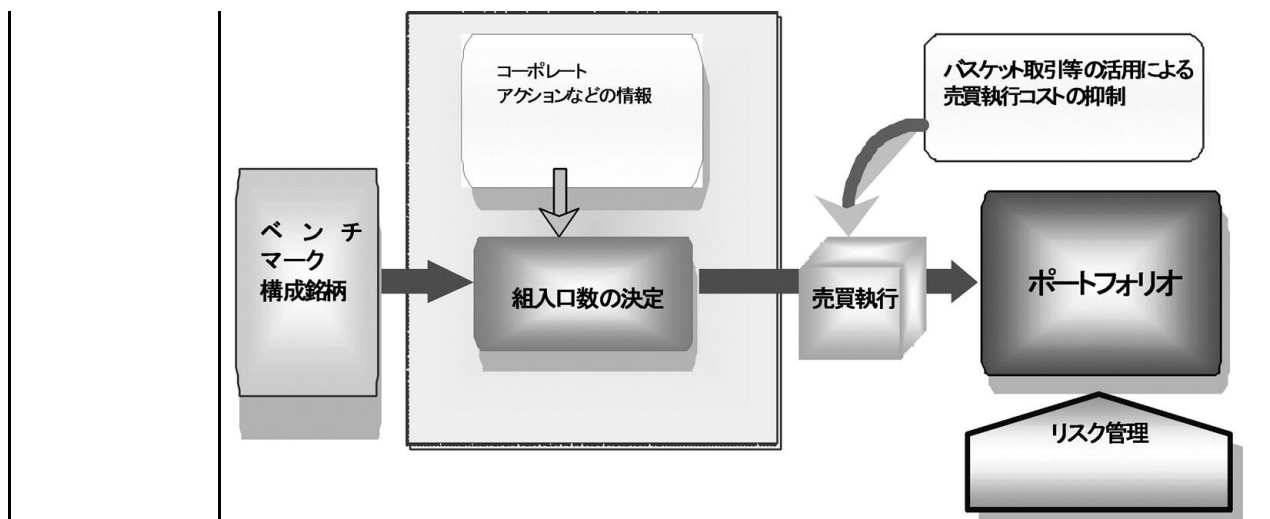 コーポレート
アクションなどの情報
バスケット取引等の活用による
売買執行コストの抑制
ベンチ
マーク
構成銘柄
組入口数の決定
売買執行
ポートフォリオ
リスク管理